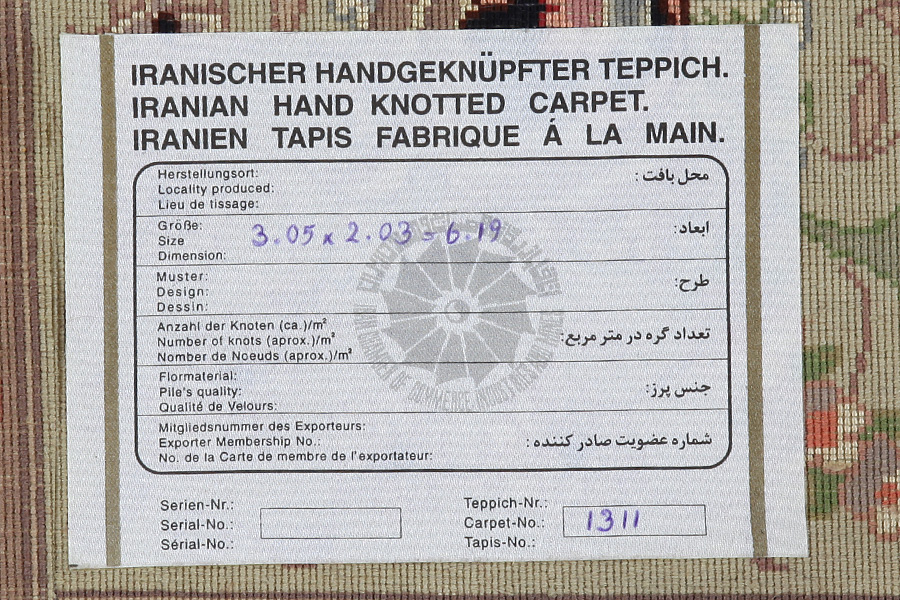 IRANISCHER HANDGEKNÜPFTER TEPPICH.
IRANIAN HAND KNOTTED CARPET.
IRANIEN TAPIS FABRIQUE Á LA MAIN.
Herstellungsort:
Locality produced:
Lieu de tissage:
محل بافت :
Größe:
Size
Dimension:
3.05 x 2.03 = 6.19
ابعاد:
Muster:
Design:
Dessin:
طرح:
Anzahl der Knoten (ca.)/m²
Number of knots (aprox.)/m²
Nomber de Noeuds (aprox.)/m²
تعداد گره در متر مربع:
Flormaterial:
Pile's quality:
Qualité de Velours:
جنس پرز:
Mitgliedsnummer des Exporteurs:
Exporter Membership No.:
No. de la Carte de membre de l'exportateur:
شماره عضویت صادر کننده :
Serien-Nr.:
Serial-No.:
Sérial-No.:
Teppich-Nr.:
Carpet-No.:
Tapis-No.:
1311